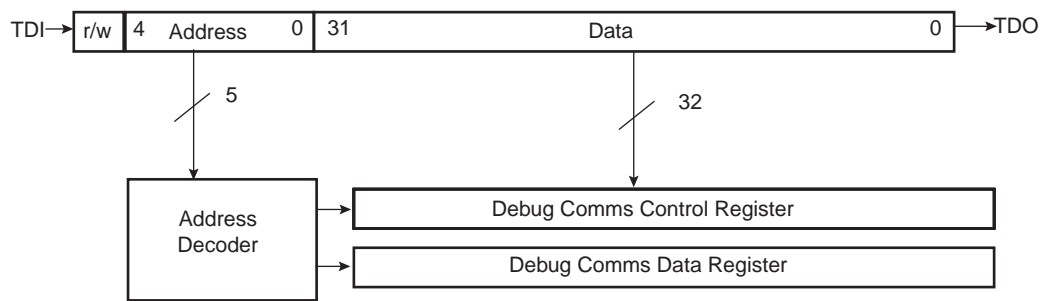 TDI r/w 4 Address 0 31 Data 0 TDO
5
32
Address
Decoder
Debug Comms Control Register
Debug Comms Data Register